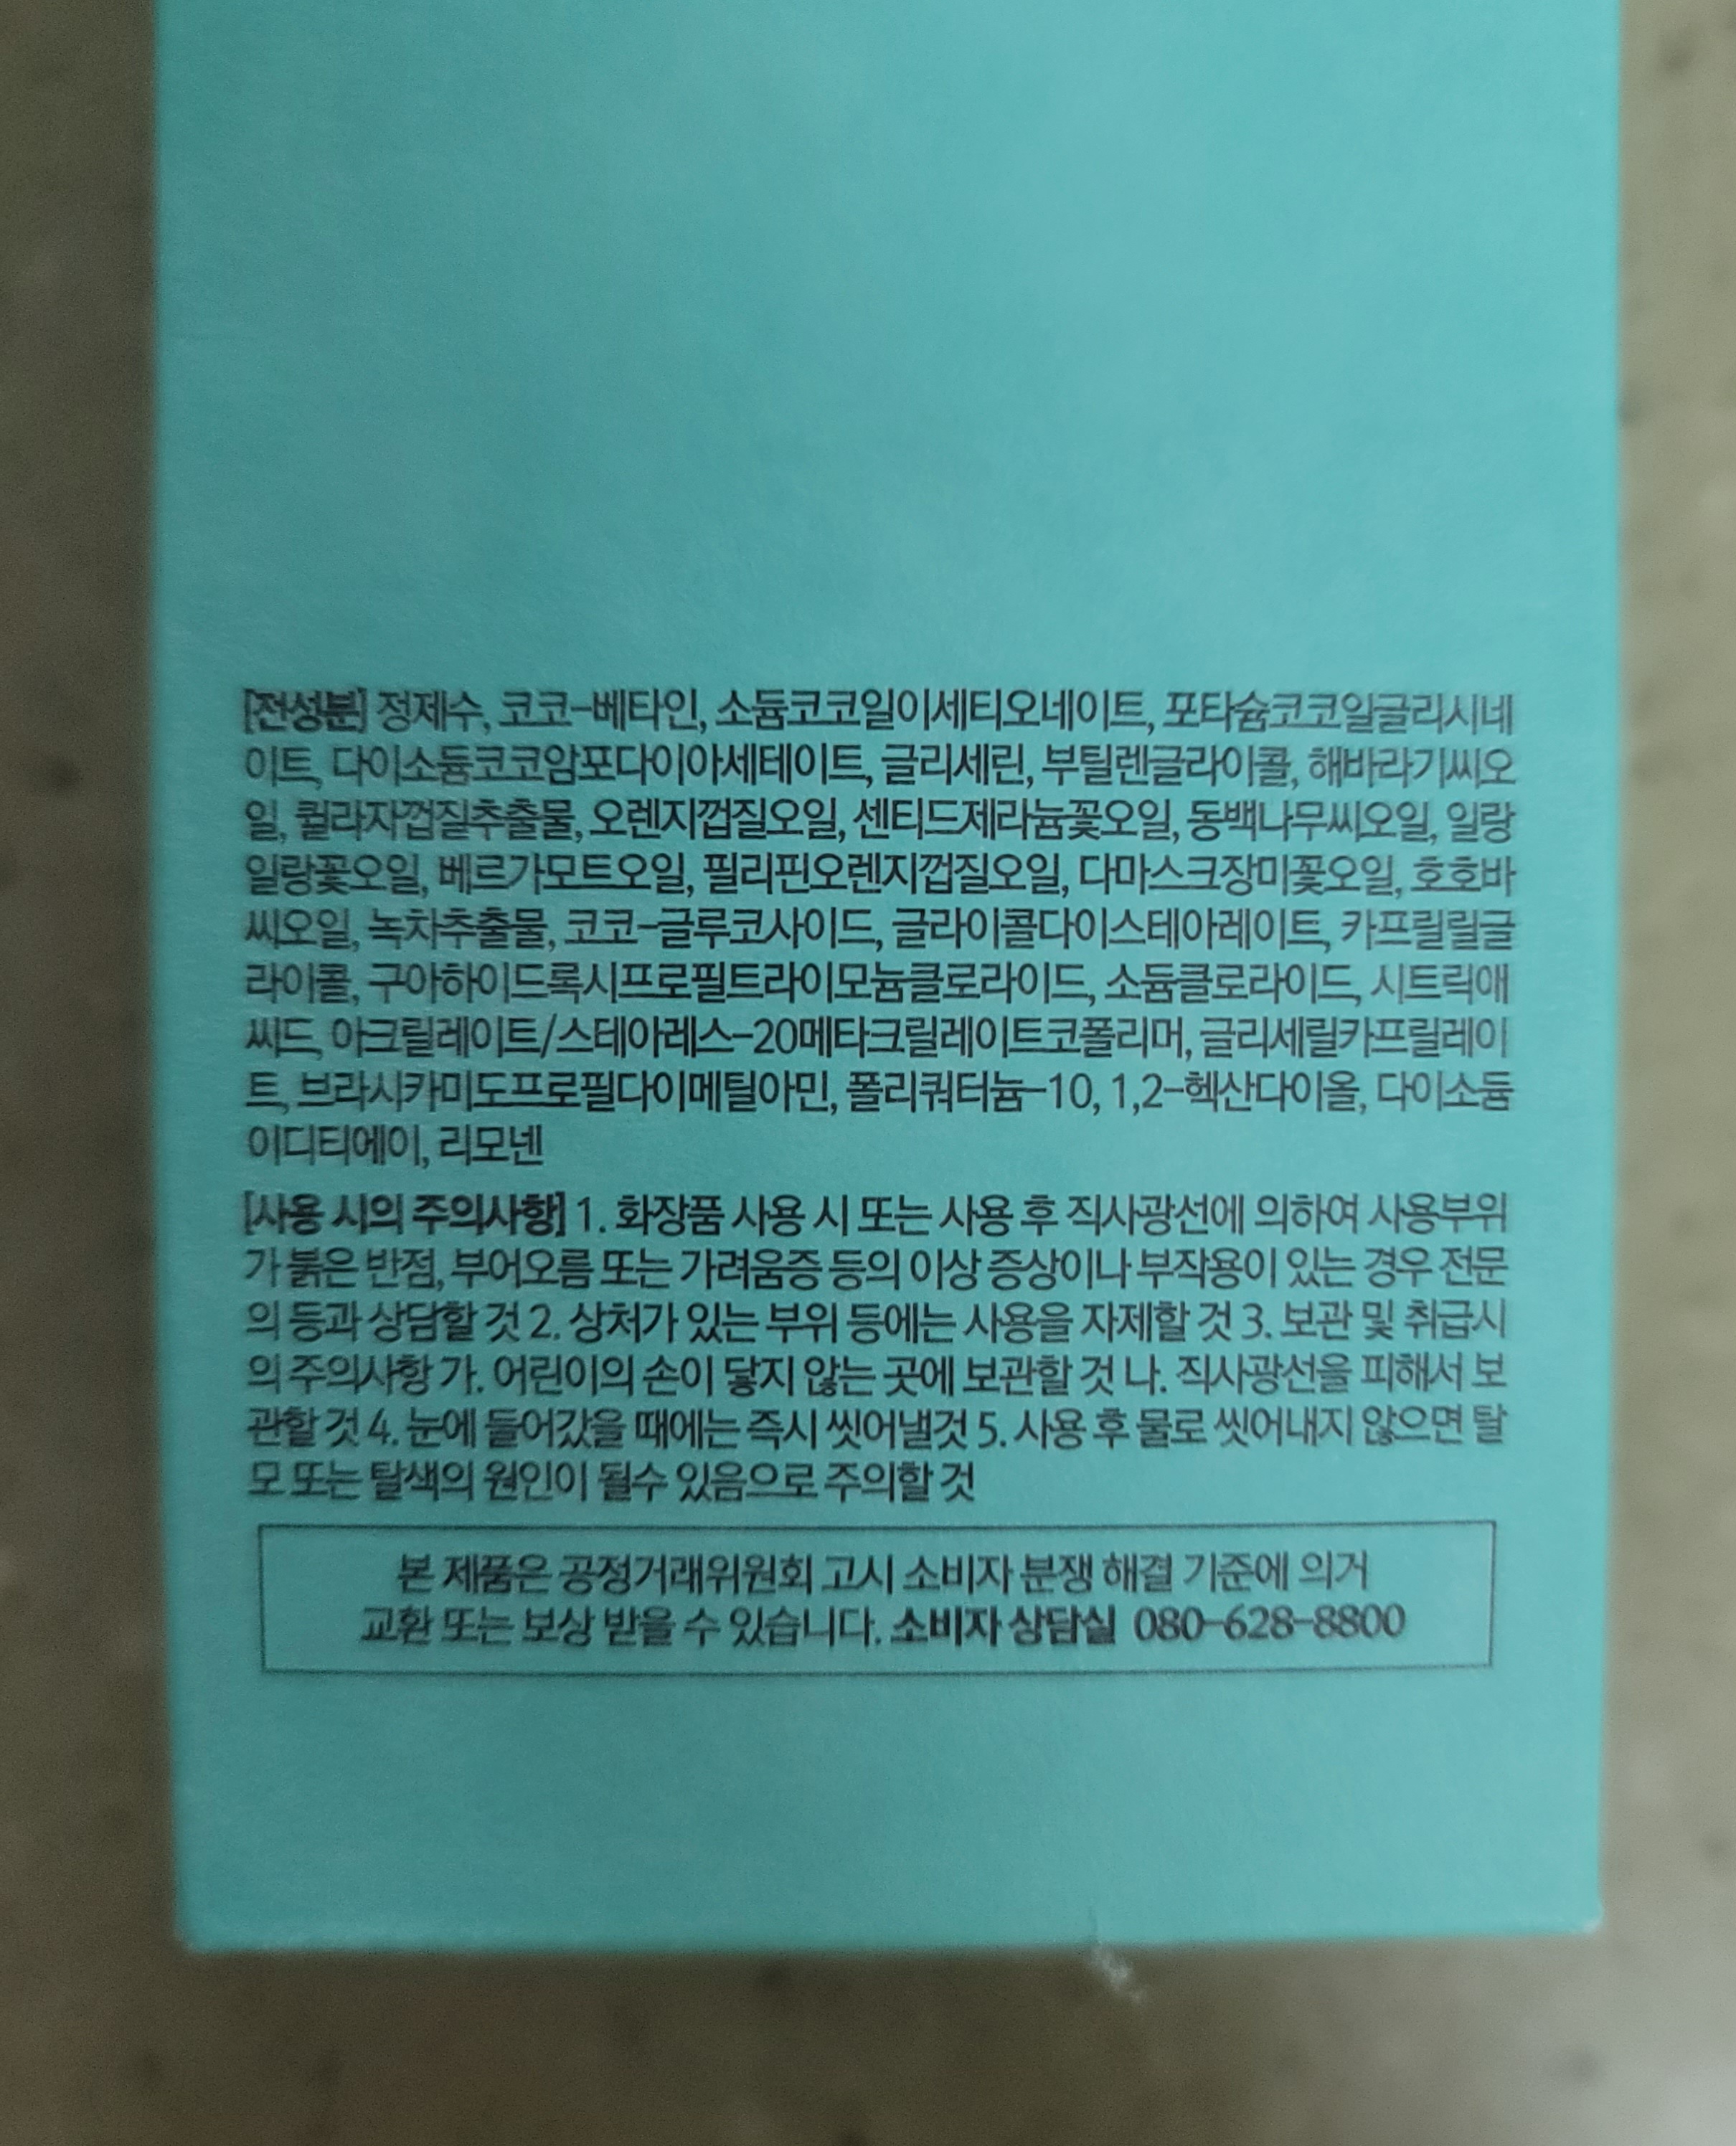 [전성분] 정제수, 코코-베타인, 소듐코코일이세티오네이트, 포타슘코코일글리시네
이트, 다이소듐코코암포다이아세테이트, 글리세린, 부틸렌글라이콜, 해바라기씨오
일, 퀼라자껍질추출물, 오렌지껍질오일, 센티드제라늄꽃오일, 동백나무씨오일, 일랑
일랑꽃오일, 베르가모트오일, 필리핀오렌지껍질오일, 다마스크장미꽃오일, 호호바
씨오일, 녹차추출물, 코코-글루코사이드, 글라이콜다이스테아레이트, 카프릴릴글
라이콜, 구아하이드록시프로필트라이모늄클로라이드, 소듐클로라이드, 시트릭애
씨드, 아크릴레이트/스테아레스-20메타크릴레이트코폴리머, 글리세릴카프릴레이
트, 브라시카미도프로필다이메틸아민, 폴리쿼터늄-10, 1,2-헥산다이올, 다이소듐
이디티에이, 리모넨
[사용 시의 주의사항] 1. 화장품 사용 시 또는 사용 후 직사광선에 의하여 사용부위
가 붉은 반점, 부어오름 또는 가려움증 등의 이상 증상이나 부작용이 있는 경우 전문
의 등과 상담할 것 2. 상처가 있는 부위 등에는 사용을 자제할 것 3. 보관 및 취급시
의 주의사항 가. 어린이의 손이 닿지 않는 곳에 보관할 것 나. 직사광선을 피해서 보
관할 것 4. 눈에 들어갔을 때에는 즉시 씻어낼것 5. 사용 후 물로 씻어내지 않으면 탈
모 또는 탈색의 원인이 될수 있음으로 주의할 것
본 제품은 공정거래위원회 고시 소비자 분쟁 해결 기준에 의거
교환 또는 보상 받을 수 있습니다. 소비자 상담실 080-628-8800